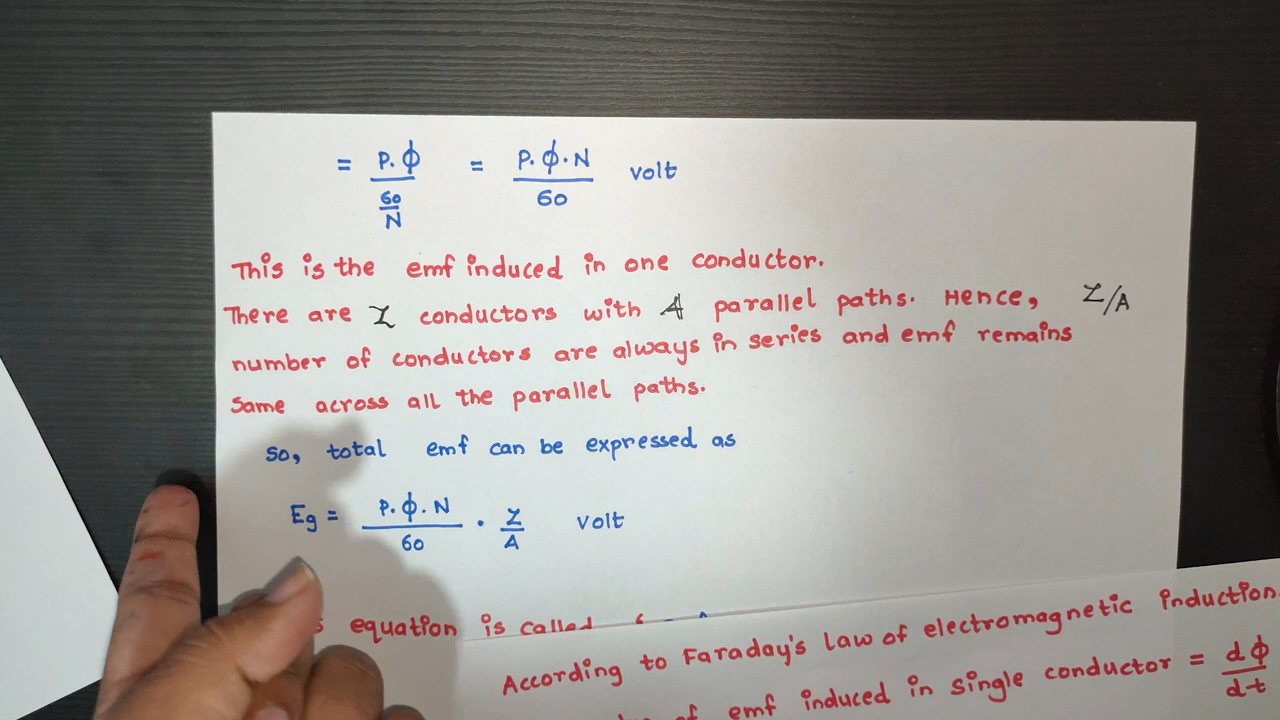 = P.ϕ / (60/N) = P.ϕ.N / 60 volt
This is the emf induced in one conductor.
There are Z conductors with A parallel paths. Hence, Z/A
number of conductors are always in series and emf remains
Same across all the parallel paths.
So, total emf can be expressed as
Eg = P.ϕ.N / 60 . Z/A volt
equation is called
According to Faraday's law of electromagnetic induction.
of emf induced in single conductor = dϕ/dt